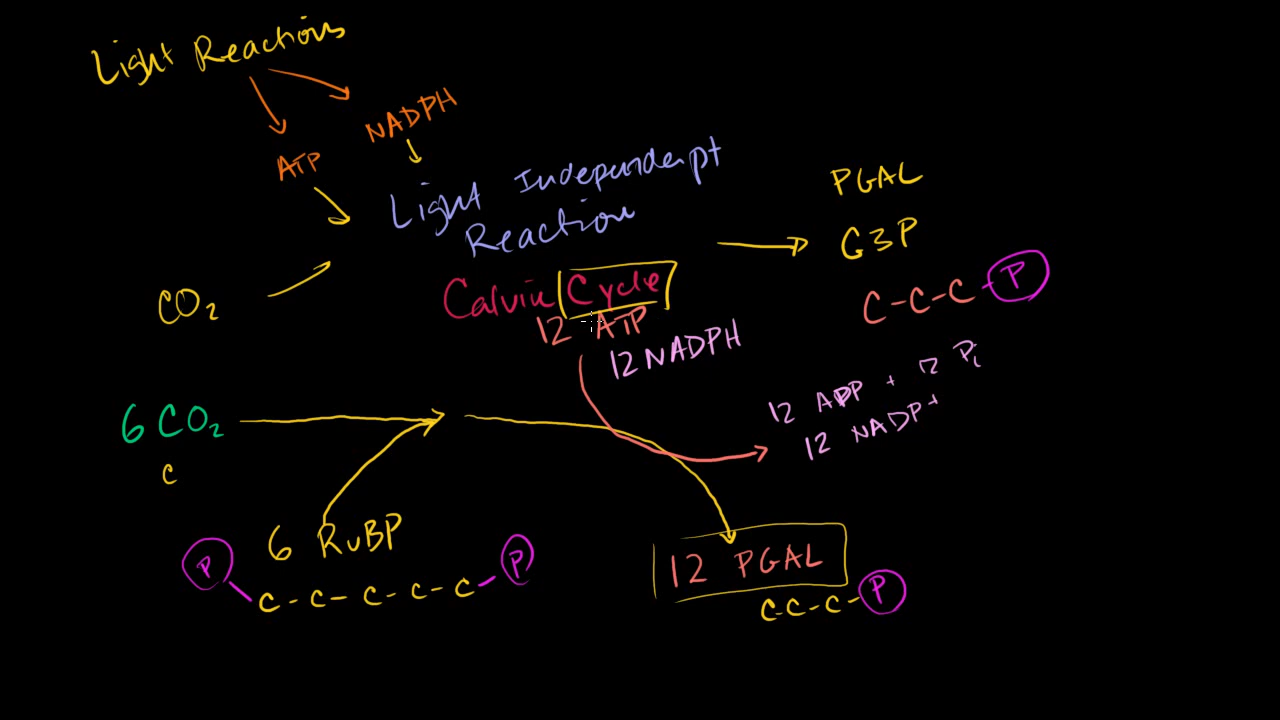 Light Reactions
NADPH
ATP
Light Independent
Reaction
PGAL
G3P
C-C-C-P
CO₂
Calvin Cycle
12 ATP
12 NADPH
12 ADP + 12 Pi
12 NADP+
6 CO₂
C
6 RuBP
P-C-C-C-C-C-P
12 PGAL
C-C-C-P